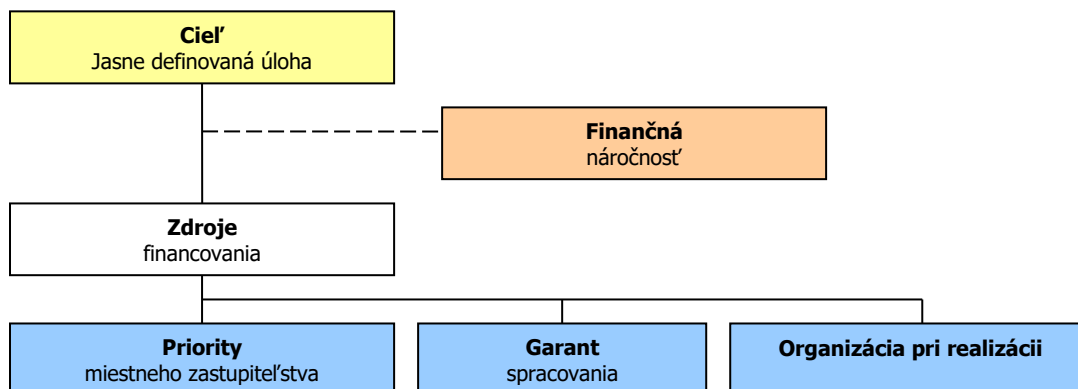 Cieľ
Jasne definovaná úloha
Finančná
náročnosť
Zdroje
financovania
Priority
miestneho zastupiteľstva
Garant
spracovania
Organizácia pri realizácii